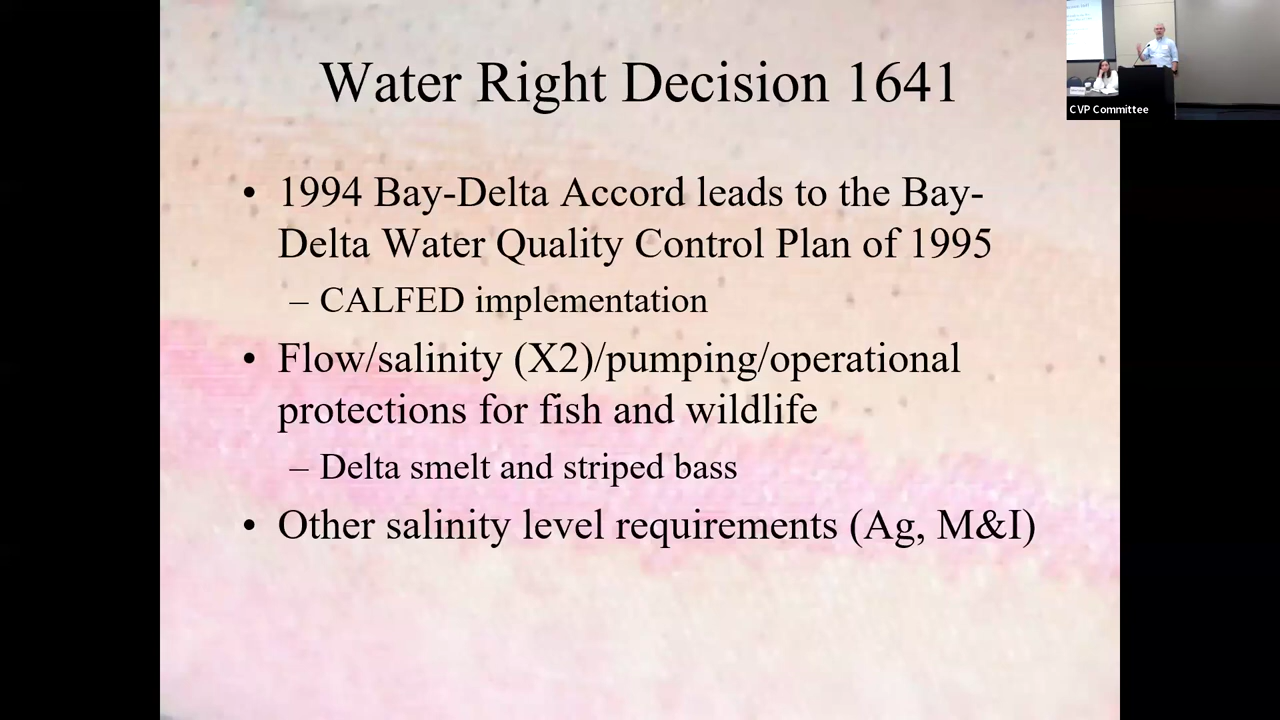 Water Right Decision 1641
• 1994 Bay-Delta Accord leads to the Bay-
Delta Water Quality Control Plan of 1995
– CALFED implementation
• Flow/salinity (X2)/pumping/operational
protections for fish and wildlife
– Delta smelt and striped bass
• Other salinity level requirements (Ag, M&I)
CVP Committee